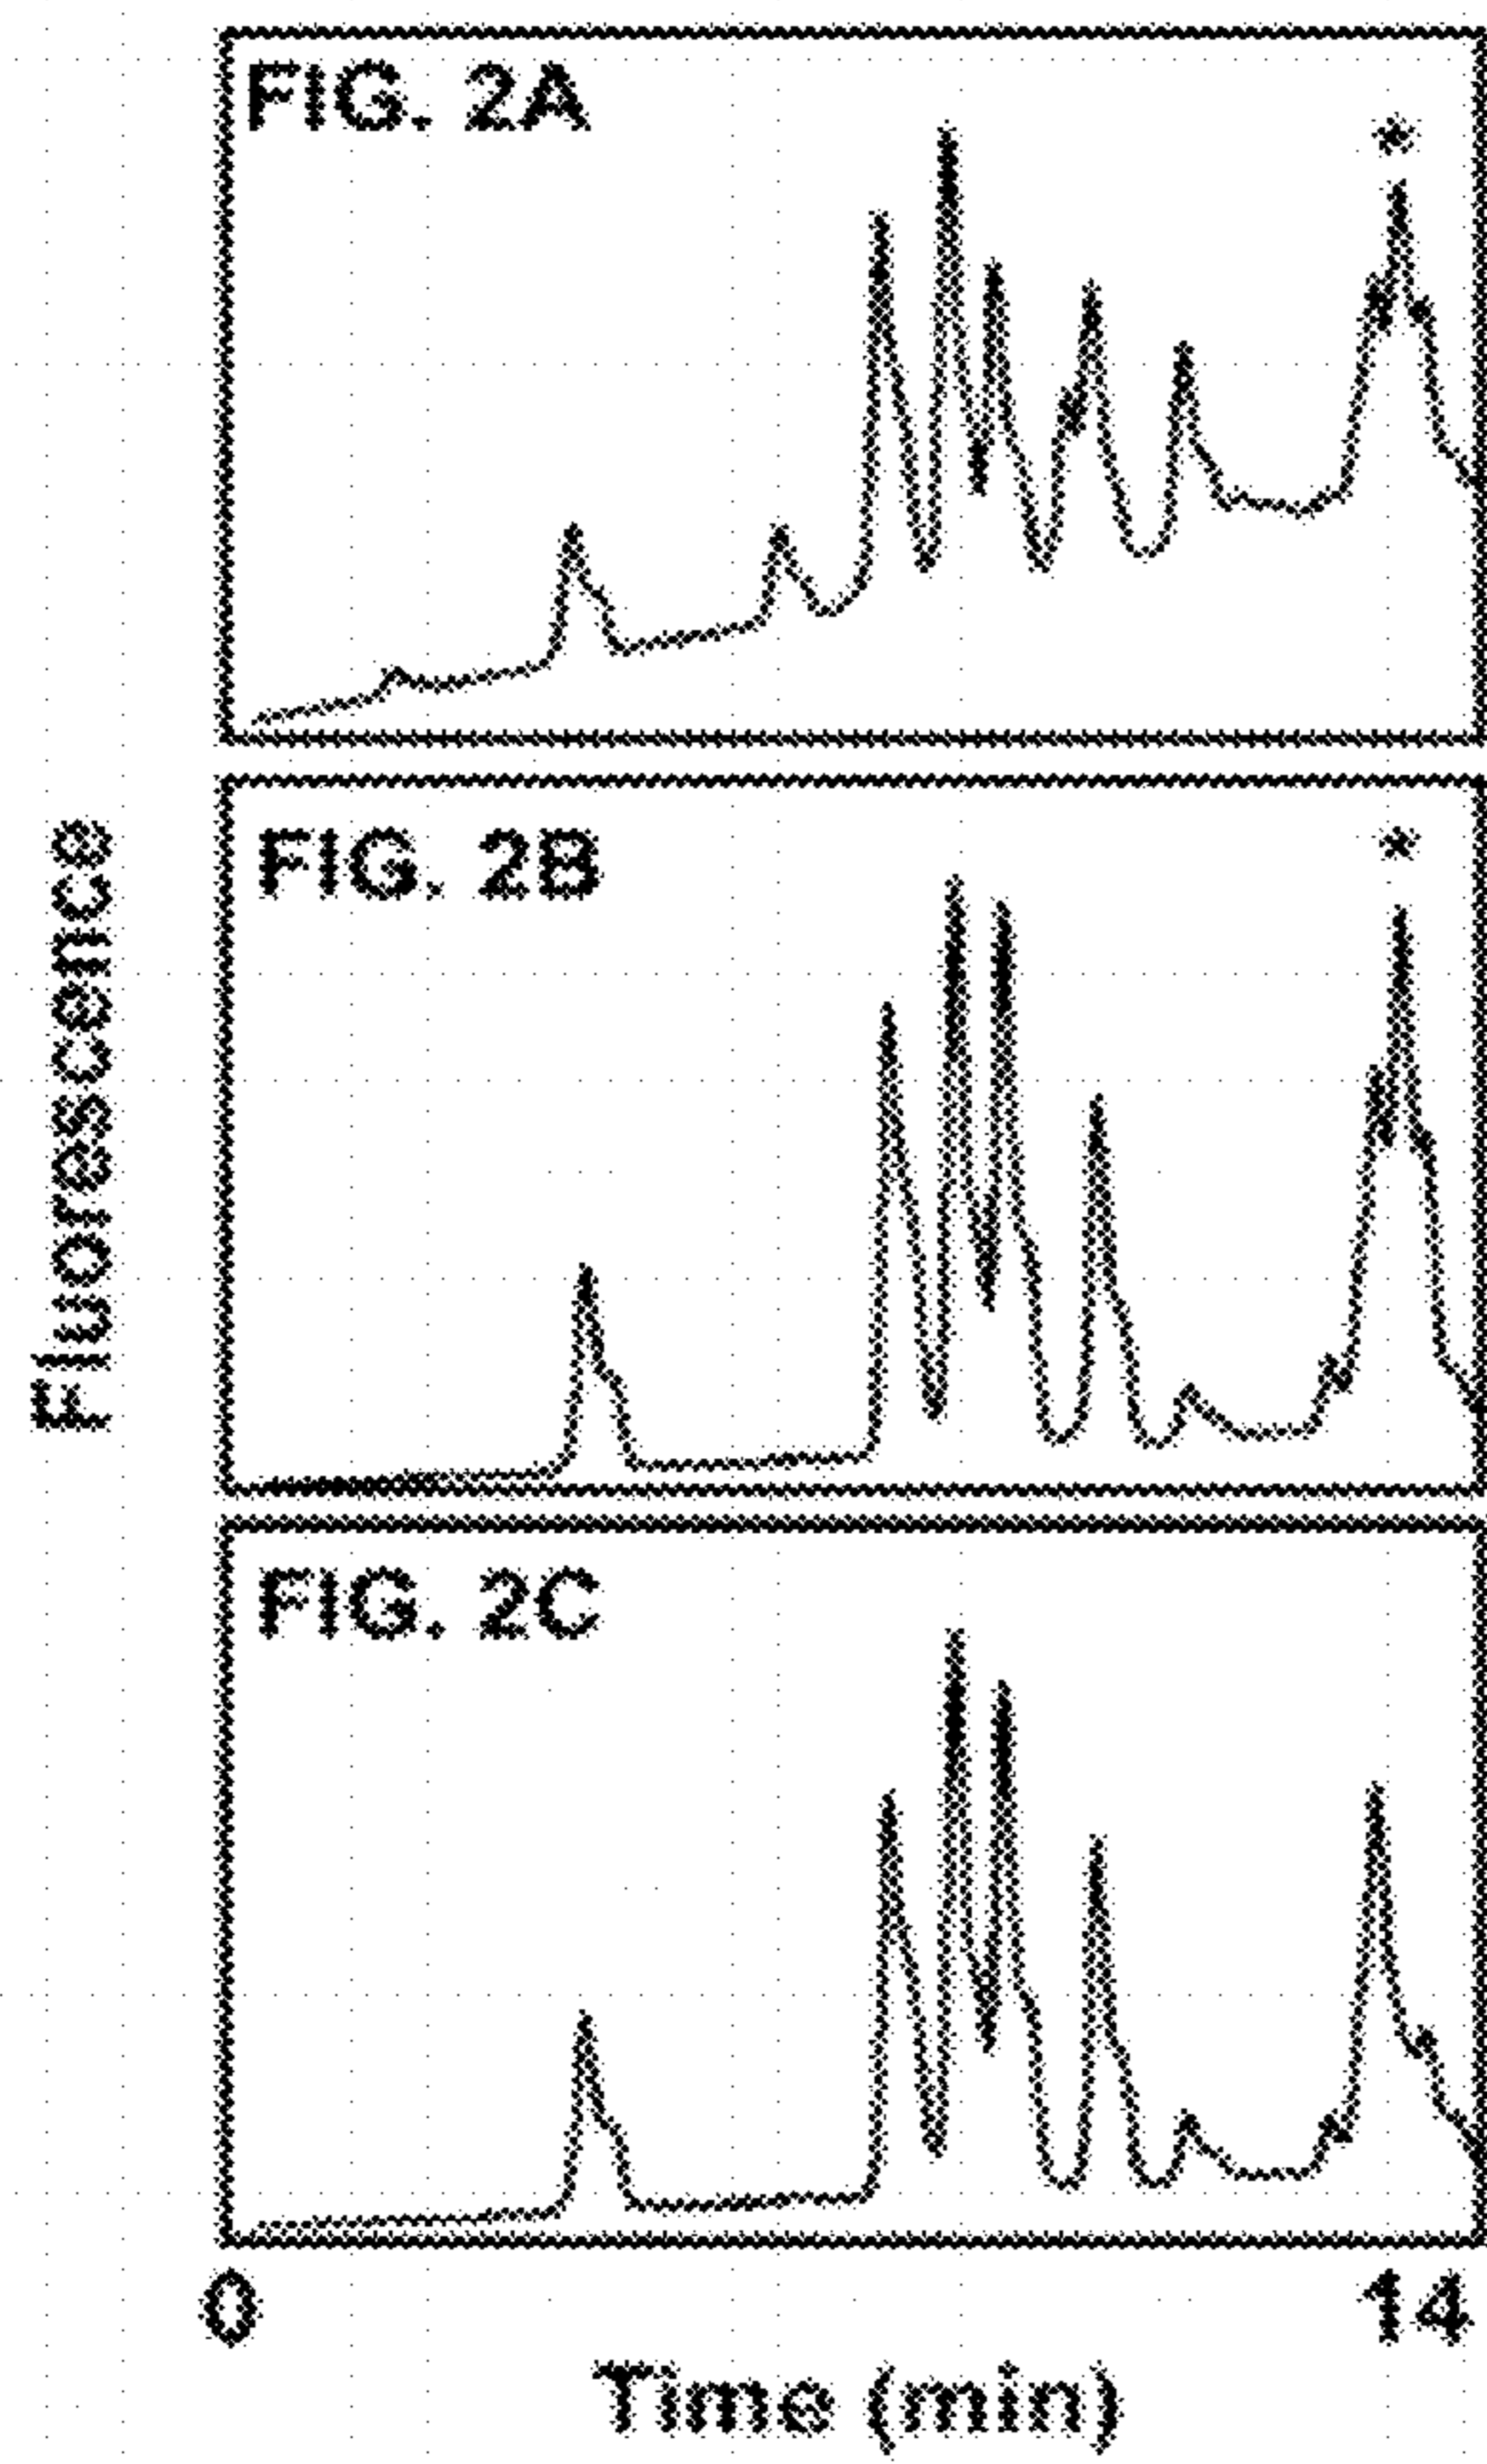 FIG. 2A
*
FIG. 2B
*
Fluorescence
FIG. 2C
0
14
Time (min)